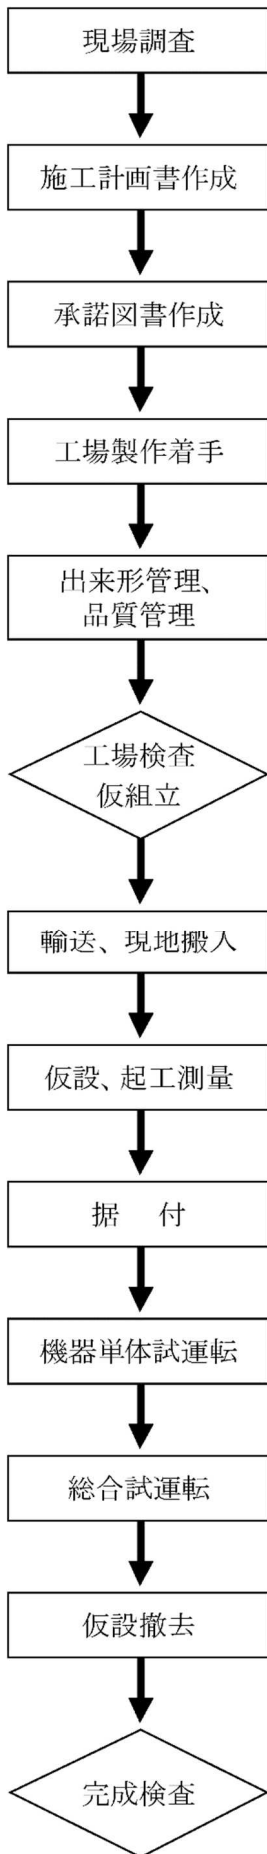 現場調査
施工計画書作成
承諾図書作成
工場製作着手
出来形管理、
品質管理
工場検査
仮組立
輸送、現地搬入
仮設、起工測量
据　付
機器単体試運転
総合試運転
仮設撤去
完成検査